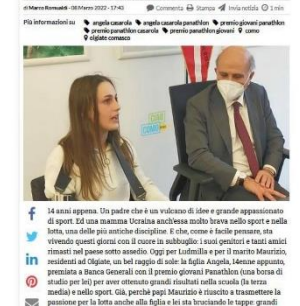 di Marco Romualdi - 08 Marzo 2022 - 17:41 Commenta Stampa Invia notizia 1 min
Più informazioni su angela casarola angela casarola panathlon premio giovani panathlon
premio panathlon casarola premio panathlon giovani como
olgiate comasco
14 anni appena. Un padre che è un vulcano di idee e grande appassionato
di sport. Ed una mamma Ucraina anch'essa molto brava nello sport e nella
lotta, una delle più antiche discipline. E che, come è facile pensare, sta
vivendo questi giorni con il cuore in subbuglio: i suoi genitori e tanti amici
rimasti nel paese sotto assedio. Oggi per Ludmilla e per il marito Maurizio,
residenti ad Olgiate, un bel raggio di sole: la figlia Angela, 14enne appunto,
premiata a Banca Generali con il premio giovani Panathlon (una borsa di
studio per lei) per aver ottenuto grandi risultati nella scuola (la terza
media) e nello sport. Già, perché papà Maurizio è riuscito a trasmettere la
passione per la lotta anche alla figlia e lei sta bruciando le tappe: grandi